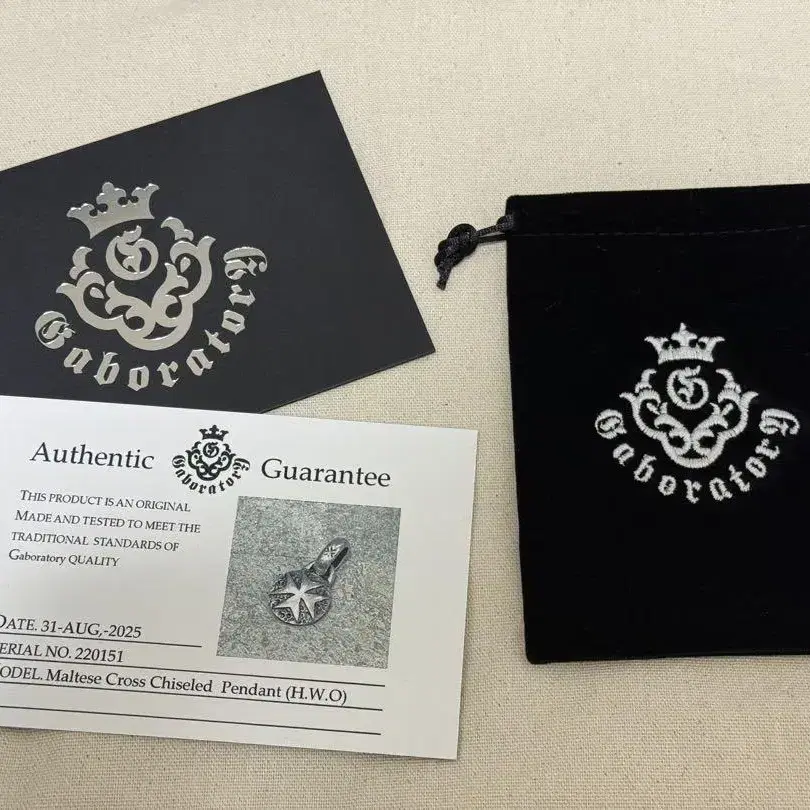 Gaboratory
Authentic Gaboratory Guarantee
THIS PRODUCT IS AN ORIGINAL
MADE AND TESTED TO MEET THE
TRADITIONAL STANDARDS OF
Gaboratory QUALITY
DATE. 31-AUG,-2025
ERIAL NO. 220151
ODEL. Maltese Cross Chiseled Pendant (H.W.O)
G
Gaboratory